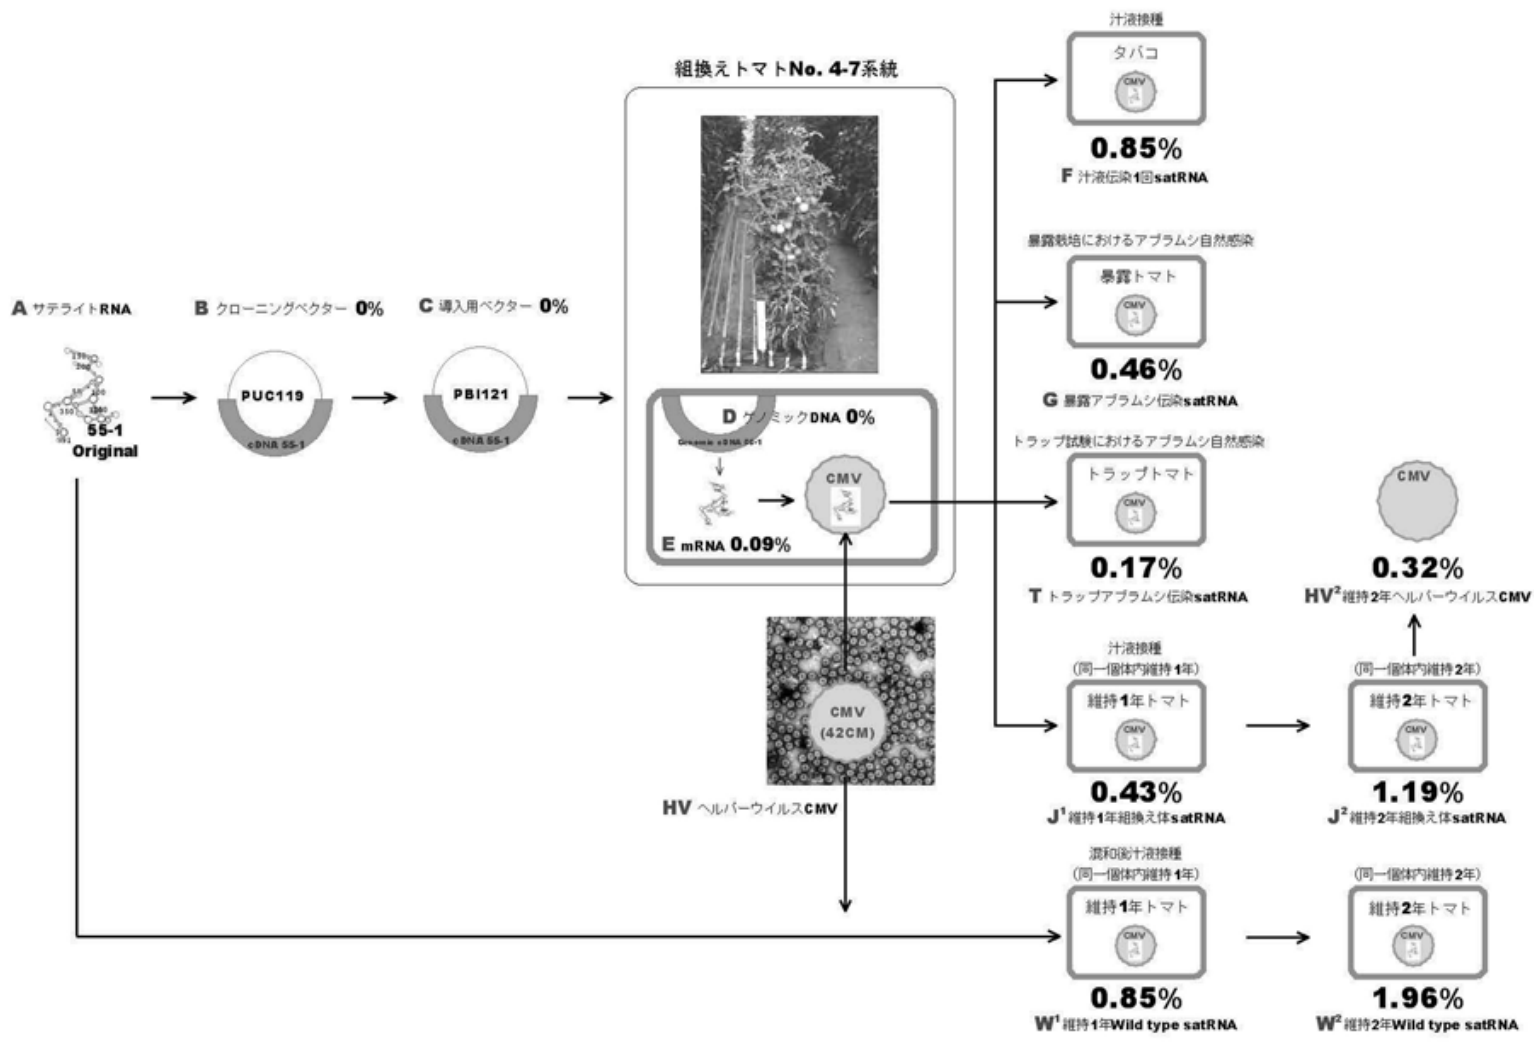 汁液接種
タバコ
CMV
0.85%
F 汁液伝染1回satRNA
組換えトマトNo. 4-7系統
暴露栽培におけるアブラムシ自然感染
暴露トマト
CMV
0.46%
G 暴露アブラムシ伝染satRNA
A サテライトRNA
B クローニングベクター 0%
C 導入用ベクター 0%
55-1
Original
PUC119
cDNA 55-1
PBI121
cDNA 55-1
D ゲノミックDNA 0%
Genomic cDNA 55-1
CMV
E mRNA 0.09%
トラップ試験におけるアブラムシ自然感染
トラップトマト
CMV
0.17%
T トラップアブラムシ伝染satRNA
CMV
0.32%
HV² 維持2年ヘルパーウイルスCMV
CMV
(42CM)
HV ヘルパーウイルスCMV
汁液接種
(同一個体内維持1年)
維持1年トマト
CMV
0.43%
J¹ 維持1年組換え体satRNA
(同一個体内維持2年)
維持2年トマト
CMV
1.19%
J² 維持2年組換え体satRNA
混和後汁液接種
(同一個体内維持1年)
維持1年トマト
CMV
0.85%
W¹ 維持1年Wild type satRNA
(同一個体内維持2年)
維持2年トマト
CMV
1.96%
W² 維持2年Wild type satRNA